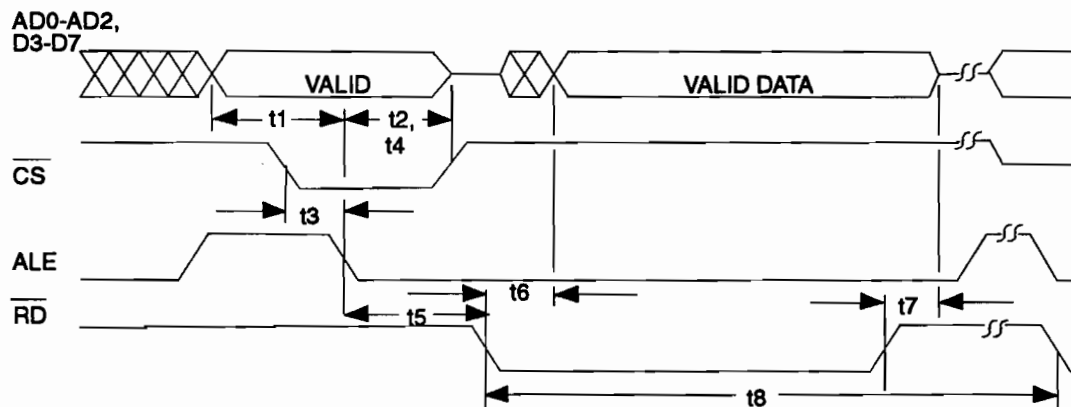 AD0-AD2,
D3-D7
VALID
VALID DATA
t1
t2,
t4
CS
t3
ALE
t6
t7
RD
t5
t8